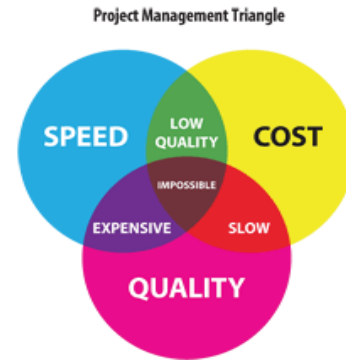 Project Management Triangle
SPEED
LOW
QUALITY
COST
IMPOSSIBLE
EXPENSIVE
SLOW
QUALITY